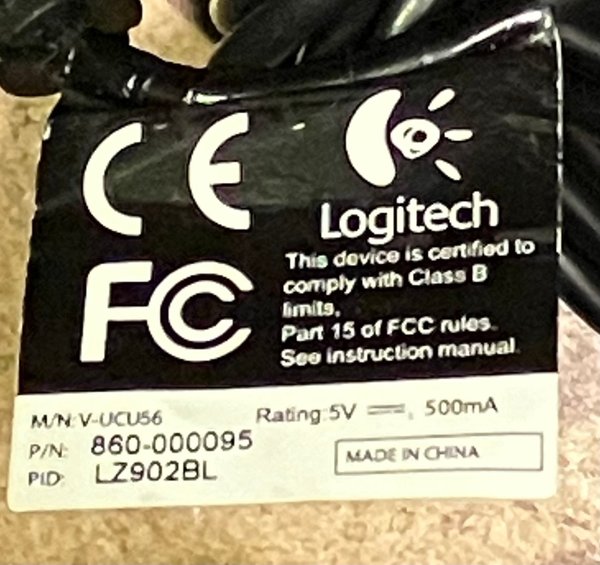 CE
Logitech
This device is certified to
comply with Class B
limits.
Part 15 of FCC rules.
See instruction manual.
FC
M/N: V-UCU56
Rating: 5V ⎓, 500mA
P/N: 860-000095
PID: LZ902BL
MADE IN CHINA